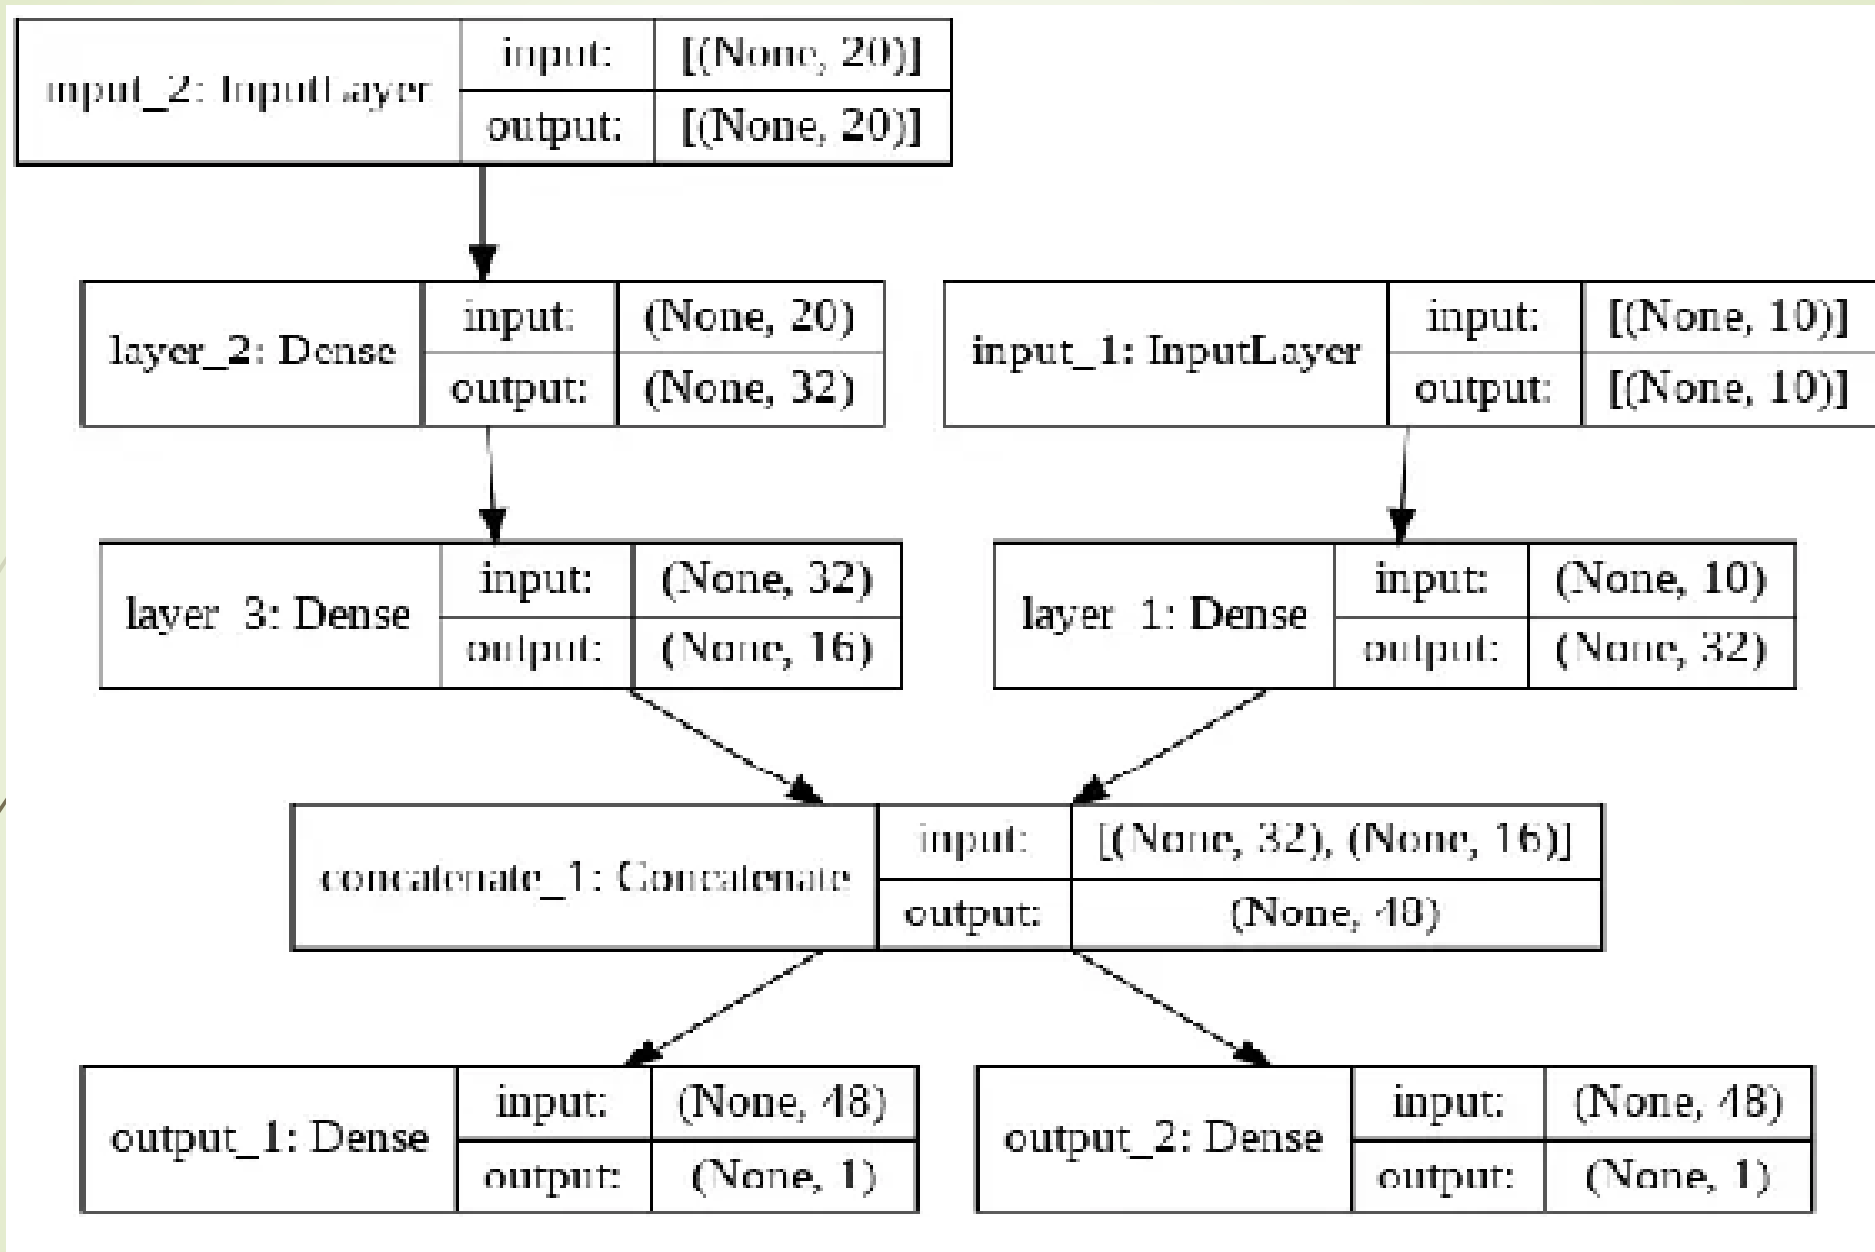 input_2: InputLayer
input: [(None, 20)]
output: [(None, 20)]
layer_2: Dense
input: (None, 20)
output: (None, 32)
input_1: InputLayer
input: [(None, 10)]
output: [(None, 10)]
layer_3: Dense
input: (None, 32)
output: (None, 16)
layer_1: Dense
input: (None, 10)
output: (None, 32)
concatenate_1: Concatenate
input: [(None, 32), (None, 16)]
output: (None, 48)
output_1: Dense
input: (None, 48)
output: (None, 1)
output_2: Dense
input: (None, 48)
output: (None, 1)